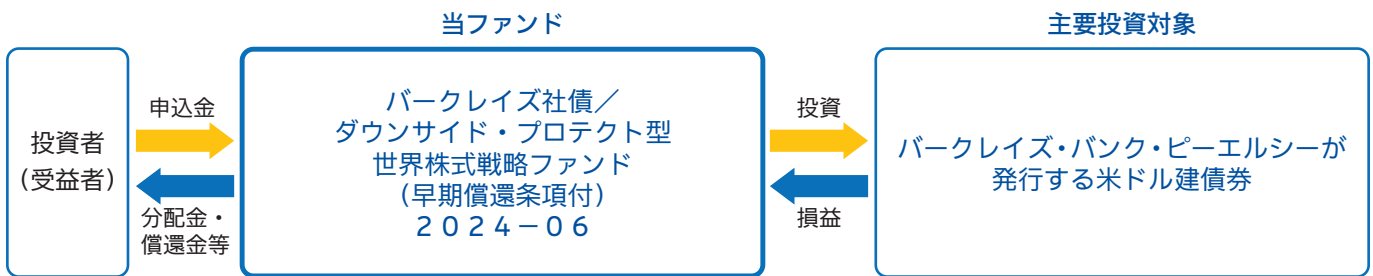 当ファンド
主要投資対象
投資者
（受益者）
申込金
分配金・
償還金等
バークレイズ社債／
ダウンサイド・プロテクト型
世界株式戦略ファンド
（早期償還条項付）
２０２４－０６
投資
損益
バークレイズ・バンク・ピーエルシーが
発行する米ドル建債券